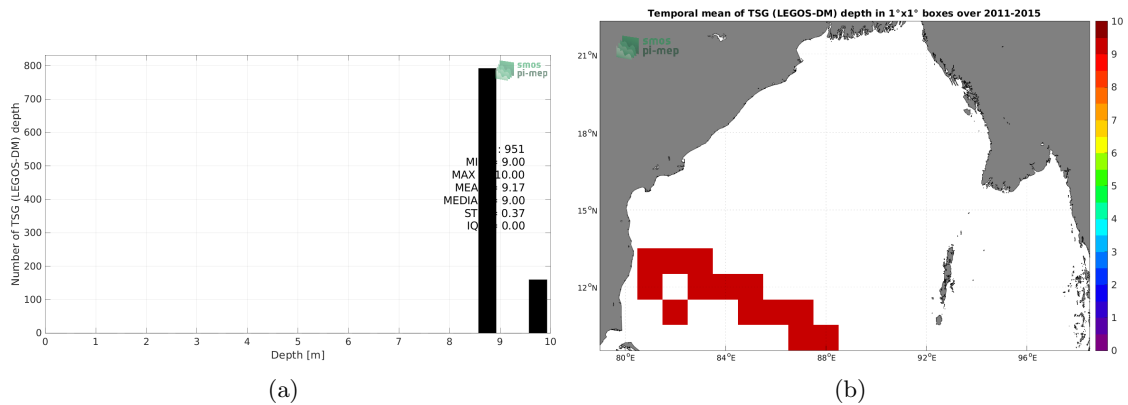 smos
pi-mep
Number of TSG (LEGOS-DM) depth
800
700
600
500
400
300
200
100
0
: 951
MI = 9.00
MAX 10.00
MEA 9.17
MEDIA = 9.00
ST 0.37
IQ 0.00
0 1 2 3 4 5 6 7 8 9 10
Depth [m]
(a)
Temporal mean of TSG (LEGOS-DM) depth in 1°x1° boxes over 2011-2015
smos
pi-mep
21°N
18°N
15°N
12°N
80°E 84°E 88°E 92°E 96°E
10
9
8
7
6
5
4
3
2
1
0
(b)